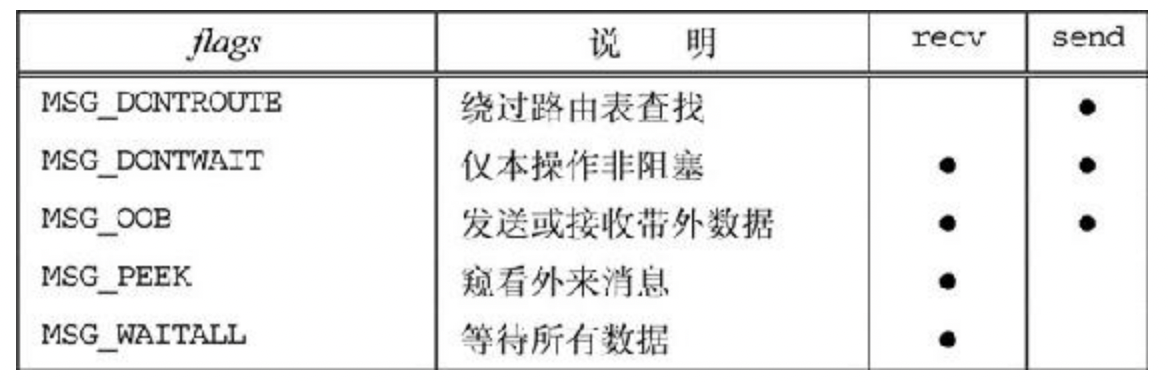 flags 说 明 recv send
MSG_DONTROUTE 绕过路由表查找 ●
MSG_DONTWAIT 仅本操作非阻塞 ● ●
MSG_OOB 发送或接收带外数据 ● ●
MSG_PEEK 窥看外来消息 ●
MSG_WAITALL 等待所有数据 ●